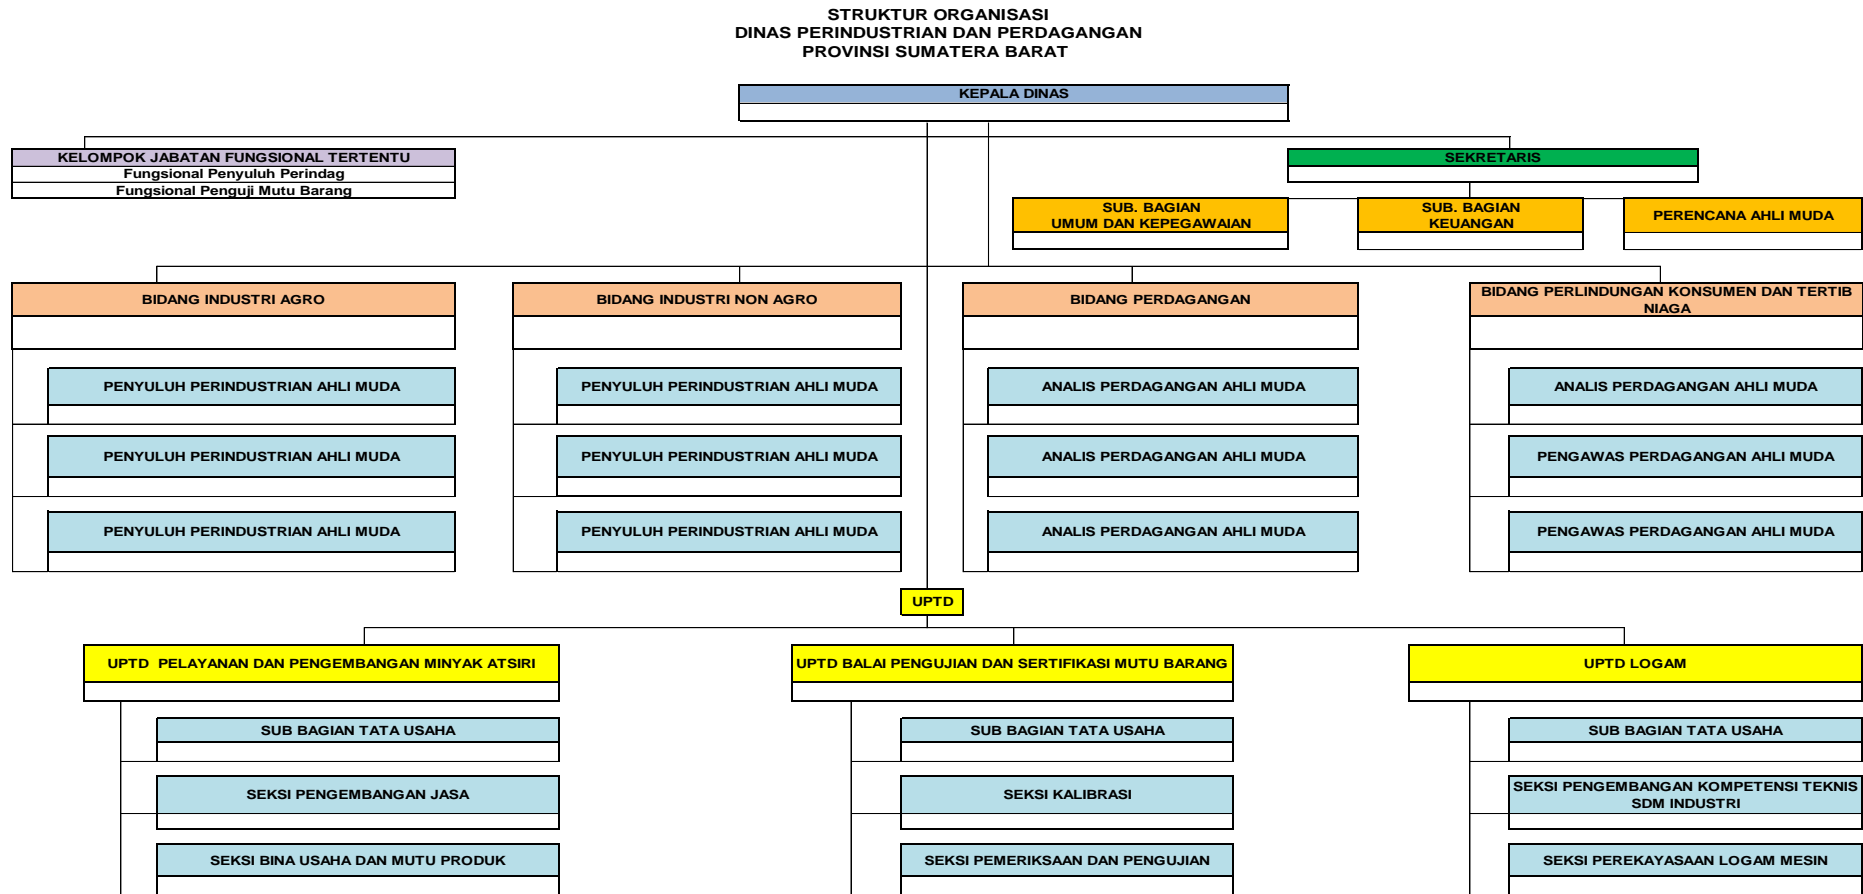 STRUKTUR ORGANISASI
DINAS PERINDUSTRIAN DAN PERDAGANGAN
PROVINSI SUMATERA BARAT
KEPALA DINAS
KELOMPOK JABATAN FUNGSIONAL TERTENTU
Fungsional Penyuluh Perindag
Fungsional Penguji Mutu Barang
SEKRETARIS
SUB. BAGIAN
UMUM DAN KEPEGAWAIAN
SUB. BAGIAN
KEUANGAN
PERENCANA AHLI MUDA
BIDANG INDUSTRI AGRO
BIDANG INDUSTRI NON AGRO
BIDANG PERDAGANGAN
BIDANG PERLINDUNGAN KONSUMEN DAN TERTIB
NIAGA
PENYULUH PERINDUSTRIAN AHLI MUDA
PENYULUH PERINDUSTRIAN AHLI MUDA
ANALIS PERDAGANGAN AHLI MUDA
ANALIS PERDAGANGAN AHLI MUDA
PENYULUH PERINDUSTRIAN AHLI MUDA
PENYULUH PERINDUSTRIAN AHLI MUDA
ANALIS PERDAGANGAN AHLI MUDA
PENGAWAS PERDAGANGAN AHLI MUDA
PENYULUH PERINDUSTRIAN AHLI MUDA
PENYULUH PERINDUSTRIAN AHLI MUDA
ANALIS PERDAGANGAN AHLI MUDA
PENGAWAS PERDAGANGAN AHLI MUDA
UPTD
UPTD PELAYANAN DAN PENGEMBANGAN MINYAK ATSIRI
UPTD BALAI PENGUJIAN DAN SERTIFIKASI MUTU BARANG
UPTD LOGAM
SUB BAGIAN TATA USAHA
SUB BAGIAN TATA USAHA
SUB BAGIAN TATA USAHA
SEKSI PENGEMBANGAN JASA
SEKSI KALIBRASI
SEKSI PENGEMBANGAN KOMPETENSI TEKNIS
SDM INDUSTRI
SEKSI BINA USAHA DAN MUTU PRODUK
SEKSI PEMERIKSAAN DAN PENGUJIAN
SEKSI PEREKAYASAAN LOGAM MESIN